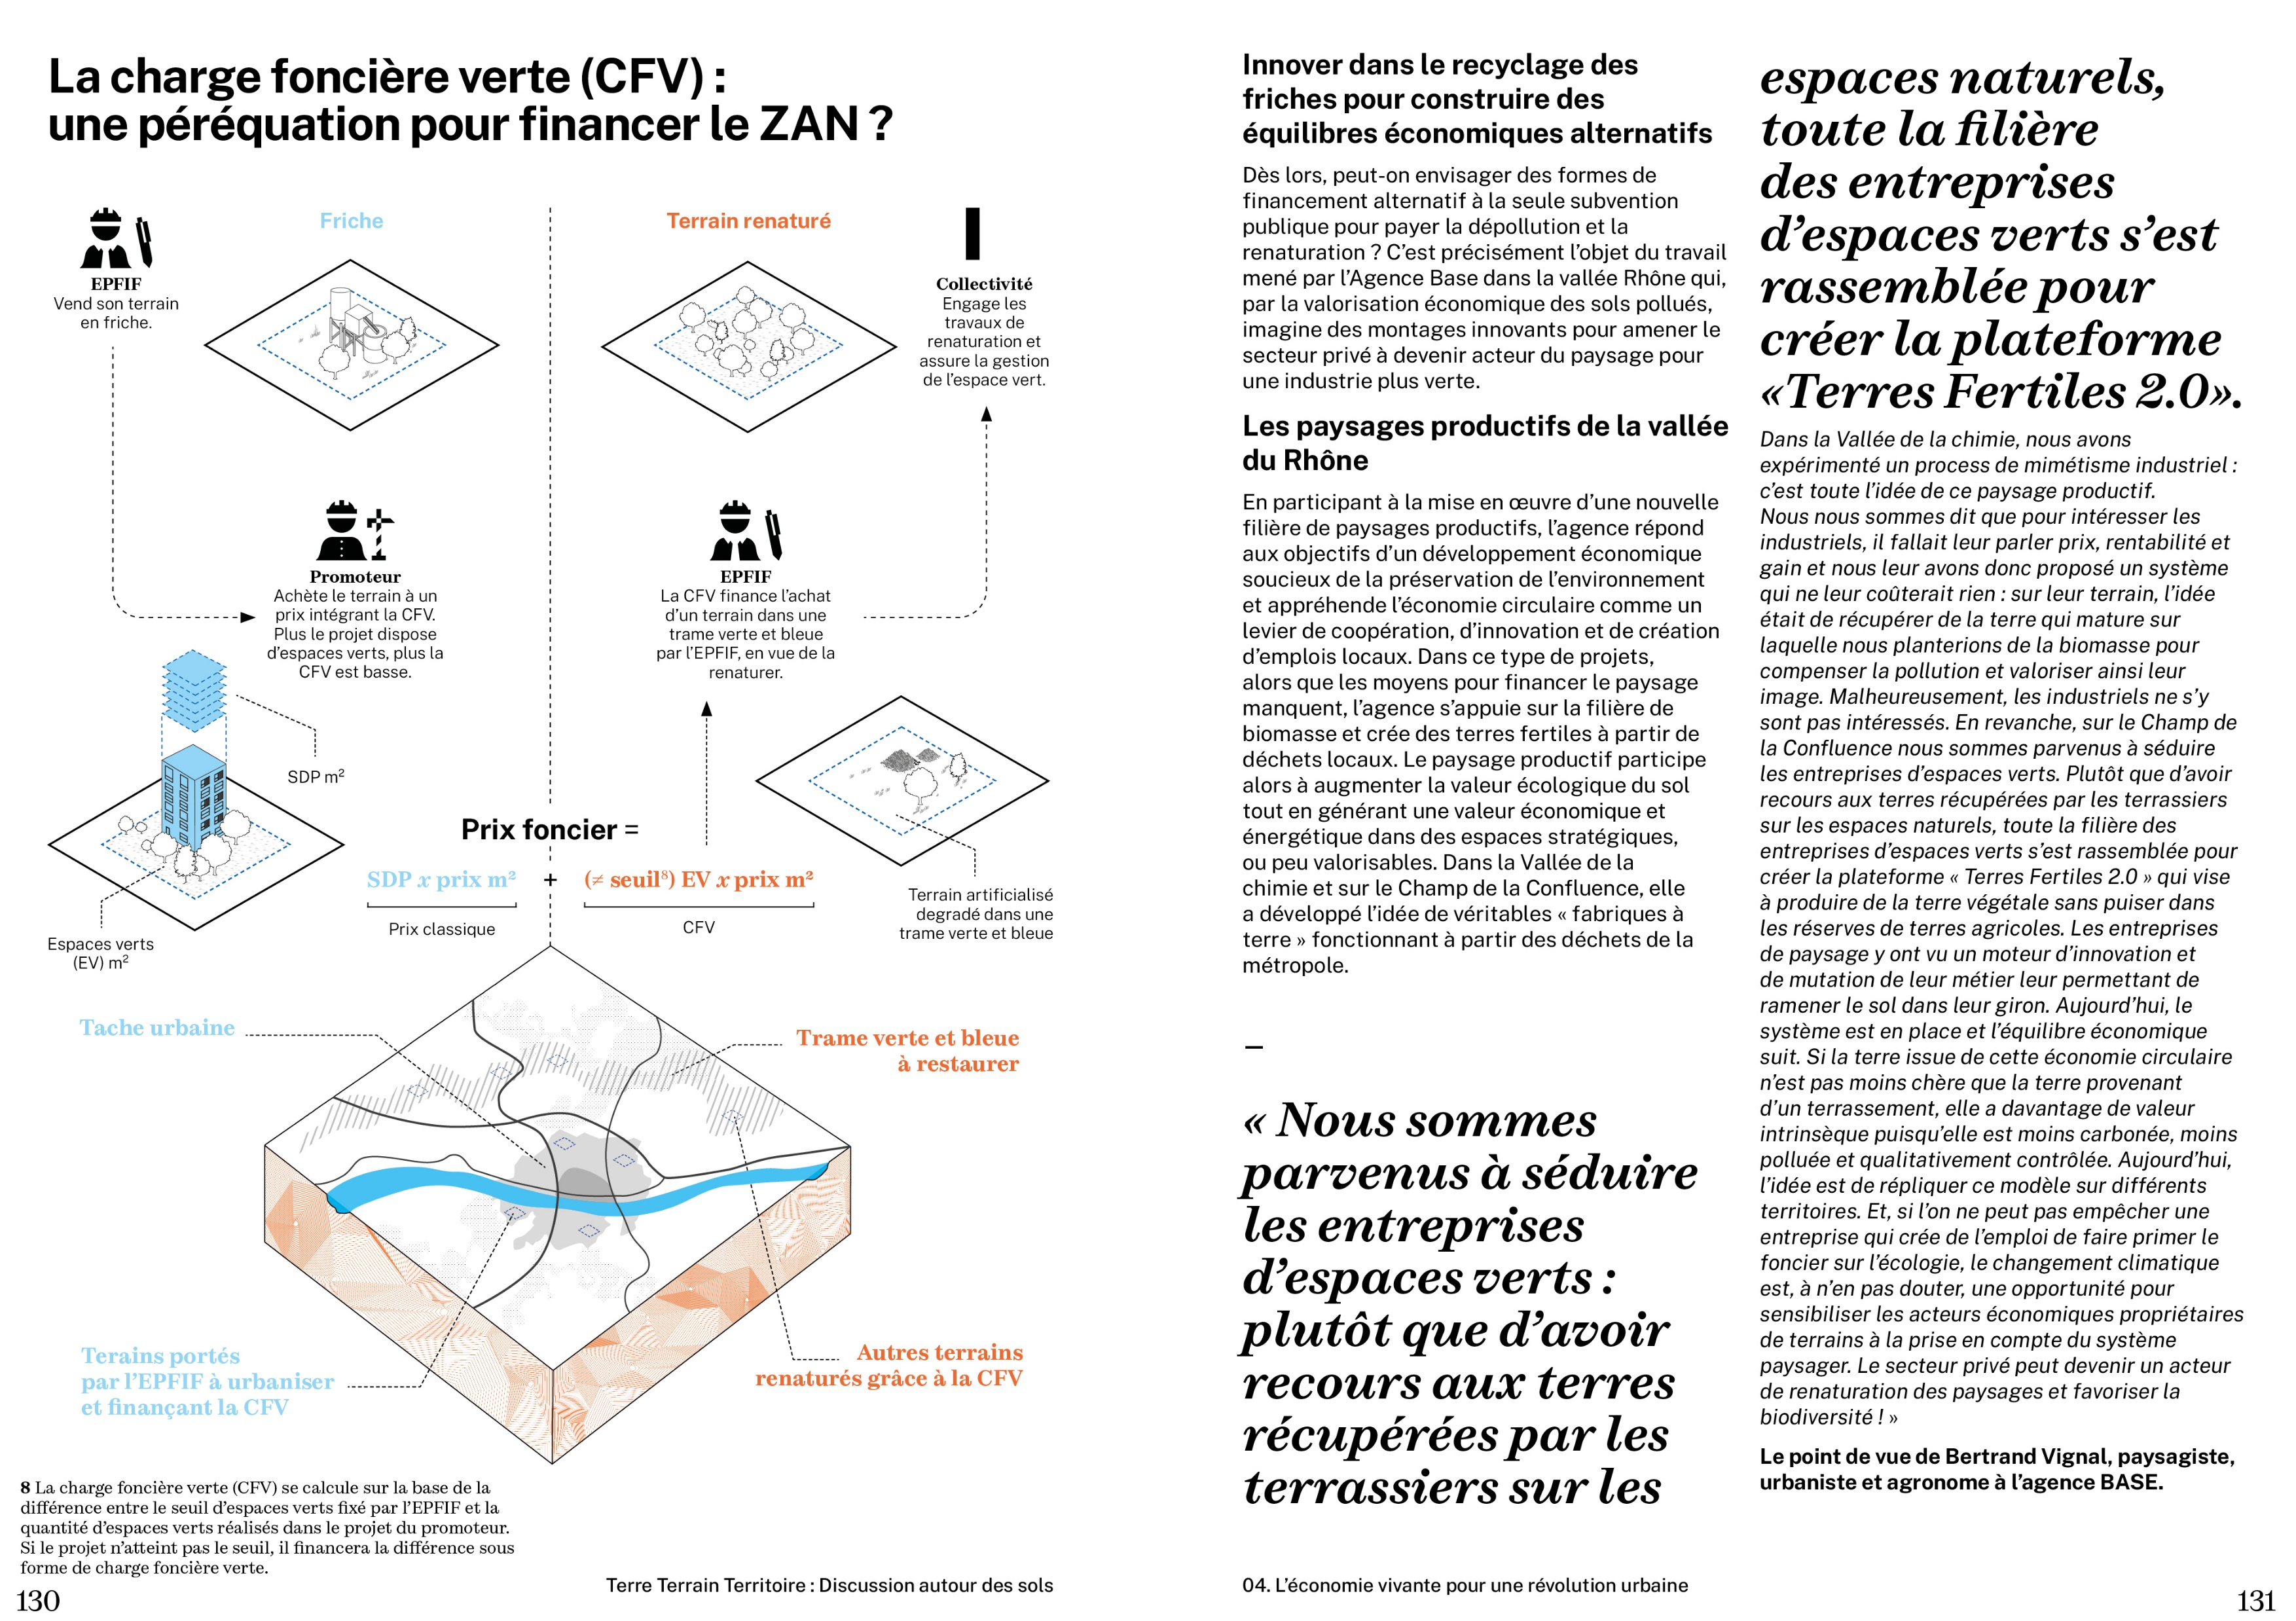 La charge foncière verte (CFV) :
une péréquation pour financer le ZAN ?
EPFIF
Vend son terrain
en friche.
Friche
Terrain renaturé
Collectivité
Engage les
travaux de
renaturation et
assure la gestion
de l’espace vert.
Promoteur
Achète le terrain à un
prix intégrant la CFV.
Plus le projet dispose
d’espaces verts, plus la
CFV est basse.
EPFIF
La CFV finance l’achat
d’un terrain dans une
trame verte et bleue
par l’EPFIF, en vue de la
renaturer.
SDP m²
Espaces verts
(EV) m²
Prix foncier =
SDP x prix m² + (≠ seuil⁸) EV x prix m²
Prix classique
CFV
Terrain artificialisé
degradé dans une
trame verte et bleue
Tache urbaine
Trame verte et bleue
à restaurer
Terains portés
par l’EPFIF à urbaniser
et finançant la CFV
Autres terrains
renaturés grâce à la CFV
8 La charge foncière verte (CFV) se calcule sur la base de la
différence entre le seuil d’espaces verts fixé par l’EPFIF et la
quantité d’espaces verts réalisés dans le projet du promoteur.
Si le projet n’atteint pas le seuil, il financera la différence sous
forme de charge foncière verte.
130
Terre Terrain Territoire : Discussion autour des sols
Innover dans le recyclage des
friches pour construire des
équilibres économiques alternatifs
Dès lors, peut-on envisager des formes de
financement alternatif à la seule subvention
publique pour payer la dépollution et la
renaturation ? C’est précisément l’objet du travail
mené par l’Agence Base dans la vallée Rhône qui,
par la valorisation économique des sols pollués,
imagine des montages innovants pour amener le
secteur privé à devenir acteur du paysage pour
une industrie plus verte.
Les paysages productifs de la vallée
du Rhône
En participant à la mise en œuvre d’une nouvelle
filière de paysages productifs, l’agence répond
aux objectifs d’un développement économique
soucieux de la préservation de l’environnement
et appréhende l’économie circulaire comme un
levier de coopération, d’innovation et de création
d’emplois locaux. Dans ce type de projets,
alors que les moyens pour financer le paysage
manquent, l’agence s’appuie sur la filière de
biomasse et crée des terres fertiles à partir de
déchets locaux. Le paysage productif participe
alors à augmenter la valeur écologique du sol
tout en générant une valeur économique et
énergétique dans des espaces stratégiques,
ou peu valorisables. Dans la Vallée de la
chimie et sur le Champ de la Confluence, elle
a développé l’idée de véritables « fabriques à
terre » fonctionnant à partir des déchets de la
métropole.
–
« Nous sommes
parvenus à séduire
les entreprises
d’espaces verts :
plutôt que d’avoir
recours aux terres
récupérées par les
terrassiers sur les
espaces naturels,
toute la filière
des entreprises
d’espaces verts s’est
rassemblée pour
créer la plateforme
«Terres Fertiles 2.0».
Dans la Vallée de la chimie, nous avons
expérimenté un process de mimétisme industriel :
c’est toute l’idée de ce paysage productif.
Nous nous sommes dit que pour intéresser les
industriels, il fallait leur parler prix, rentabilité et
gain et nous leur avons donc proposé un système
qui ne leur coûterait rien : sur leur terrain, l’idée
était de récupérer de la terre qui mature sur
laquelle nous planterions de la biomasse pour
compenser la pollution et valoriser ainsi leur
image. Malheureusement, les industriels ne s’y
sont pas intéressés. En revanche, sur le Champ de
la Confluence nous sommes parvenus à séduire
les entreprises d’espaces verts. Plutôt que d’avoir
recours aux terres récupérées par les terrassiers
sur les espaces naturels, toute la filière des
entreprises d’espaces verts s’est rassemblée pour
créer la plateforme « Terres Fertiles 2.0 » qui vise
à produire de la terre végétale sans puiser dans
les réserves de terres agricoles. Les entreprises
de paysage y ont vu un moteur d’innovation et
de mutation de leur métier leur permettant de
ramener le sol dans leur giron. Aujourd’hui, le
système est en place et l’équilibre économique
suit. Si la terre issue de cette économie circulaire
n’est pas moins chère que la terre provenant
d’un terrassement, elle a davantage de valeur
intrinsèque puisqu’elle est moins carbonée, moins
polluée et qualitativement contrôlée. Aujourd’hui,
l’idée est de répliquer ce modèle sur différents
territoires. Et, si l’on ne peut pas empêcher une
entreprise qui crée de l’emploi de faire primer le
foncier sur l’écologie, le changement climatique
est, à n’en pas douter, une opportunité pour
sensibiliser les acteurs économiques propriétaires
de terrains à la prise en compte du système
paysager. Le secteur privé peut devenir un acteur
de renaturation des paysages et favoriser la
biodiversité ! »
Le point de vue de Bertrand Vignal, paysagiste,
urbaniste et agronome à l’agence BASE.
04. L’économie vivante pour une révolution urbaine
131